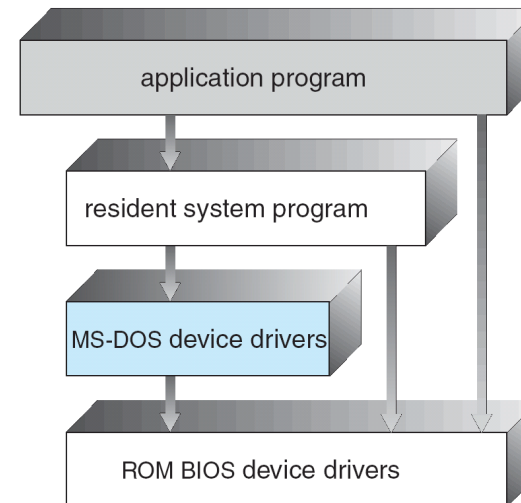 application program
resident system program
MS-DOS device drivers
ROM BIOS device drivers